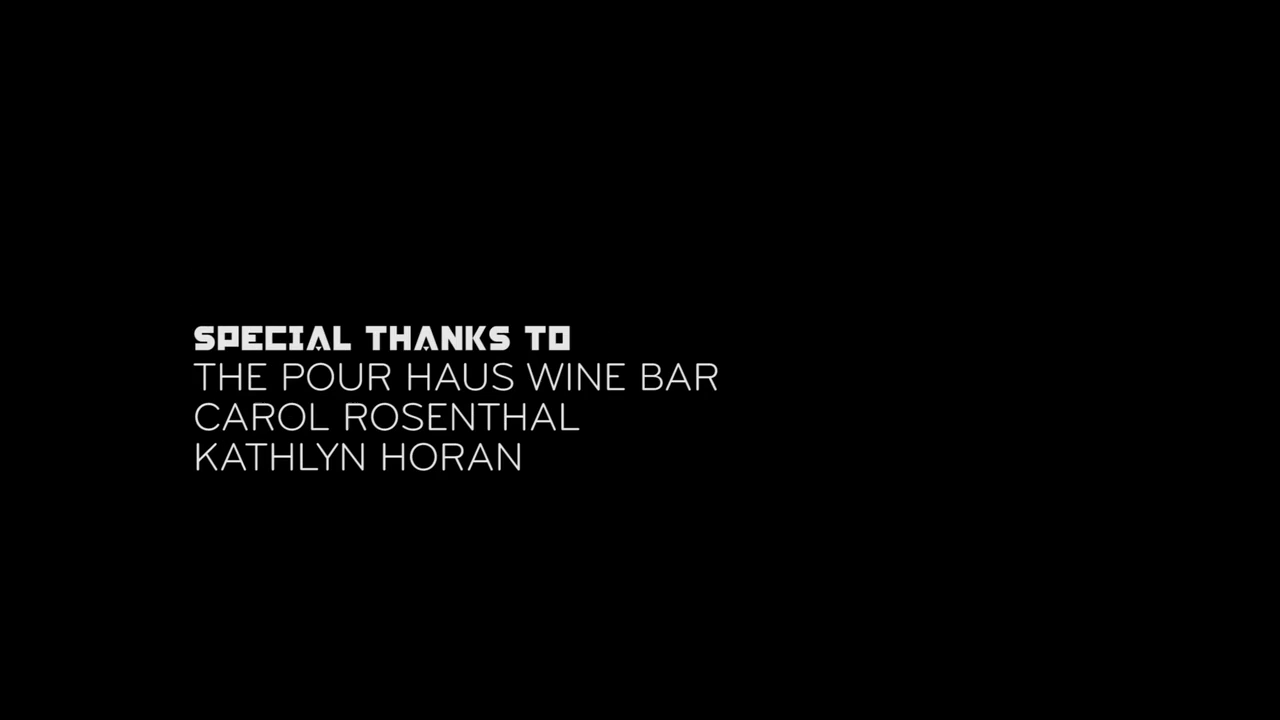 SPECIAL THANKS TO
THE POUR HAUS WINE BAR
CAROL ROSENTHAL
KATHLYN HORAN